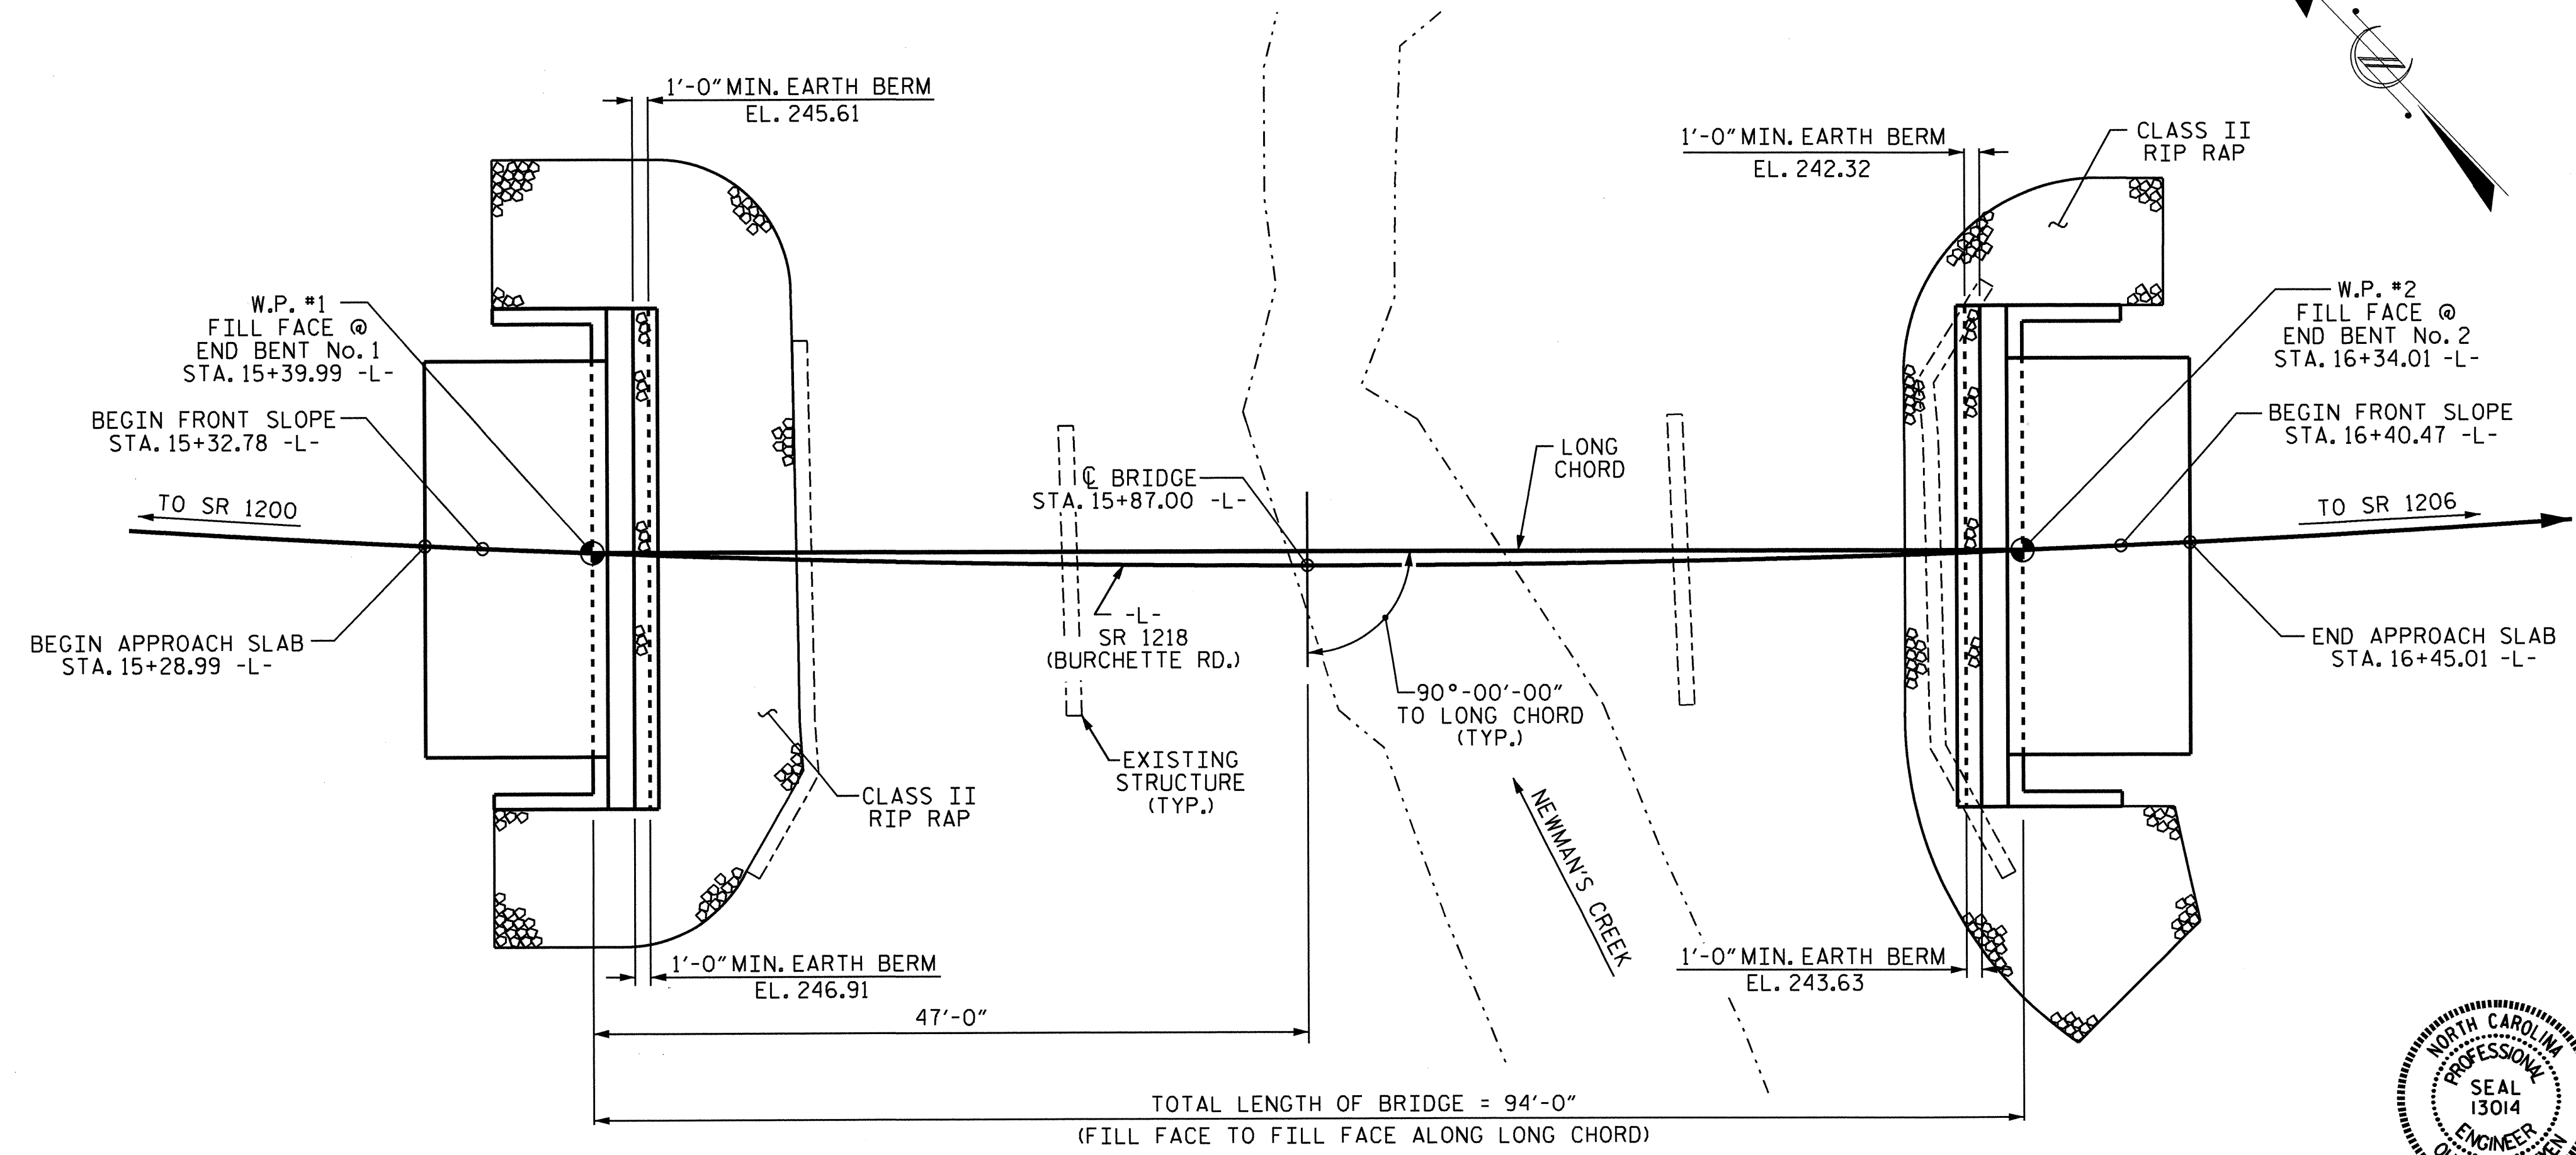 1'-0" MIN. EARTH BERM
EL. 245.61
1'-0" MIN. EARTH BERM
EL. 242.32
CLASS II
RIP RAP
W.P. #1
FILL FACE @
END BENT No. 1
STA. 15+39.99 -L-
BEGIN FRONT SLOPE
STA. 15+32.78 -L-
TO SR 1200
BEGIN APPROACH SLAB
STA. 15+28.99 -L-
W.P. #2
FILL FACE @
END BENT No. 2
STA. 16+34.01 -L-
BEGIN FRONT SLOPE
STA. 16+40.47 -L-
TO SR 1206
END APPROACH SLAB
STA. 16+45.01 -L-
LONG
CHORD
℄ BRIDGE
STA. 15+87.00 -L-
-L-
SR 1218
(BURCHETTE RD.)
90°-00'-00"
TO LONG CHORD
(TYP.)
EXISTING
STRUCTURE
(TYP.)
CLASS II
RIP RAP
NEWMAN'S CREEK
1'-0" MIN. EARTH BERM
EL. 246.91
1'-0" MIN. EARTH BERM
EL. 243.63
47'-0"
TOTAL LENGTH OF BRIDGE = 94'-0"
(FILL FACE TO FILL FACE ALONG LONG CHORD)
NORTH CAROLINA
PROFESSIONAL
SEAL
13014
ENGINEER